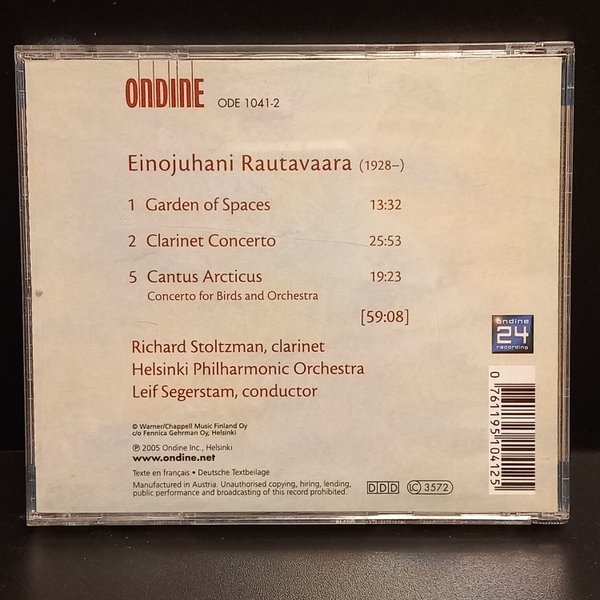 ONDINE ODE 1041-2
Einojuhani Rautavaara (1928–)
1 Garden of Spaces 13:32
2 Clarinet Concerto 25:53
5 Cantus Arcticus 19:23
Concerto for Birds and Orchestra
[59:08]
Richard Stoltzman, clarinet
Helsinki Philharmonic Orchestra
Leif Segerstam, conductor
ondine
24
recording
© Warner/Chappell Music Finland Oy
c/o Fennica Gehrman Oy, Helsinki
℗ 2005 Ondine Inc., Helsinki
www.ondine.net
Texte en français • Deutsche Textbeilage
Manufactured in Austria. Unauthorised copying, hiring, lending,
public performance and broadcasting of this record prohibited.
DDD LC 3572
0 761195 104125